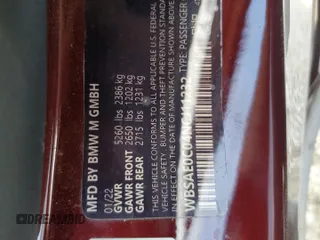 MFD BY BMW M GMBH
01/22
GVWR 5260 lbs 2386 kg
GAWR FRONT 2650 lbs 1202 kg
GAWR REAR 2715 lbs 1231 kg
THIS VEHICLE CONFORMS TO ALL APPLICABLE U.S. FEDERAL
MOTOR VEHICLE SAFETY, BUMPER, AND THEFT PREVENTION
STANDARDS IN EFFECT ON THE DATE OF
MANUFACTURE SHOWN ABOVE.
TYPE: PASSENGER